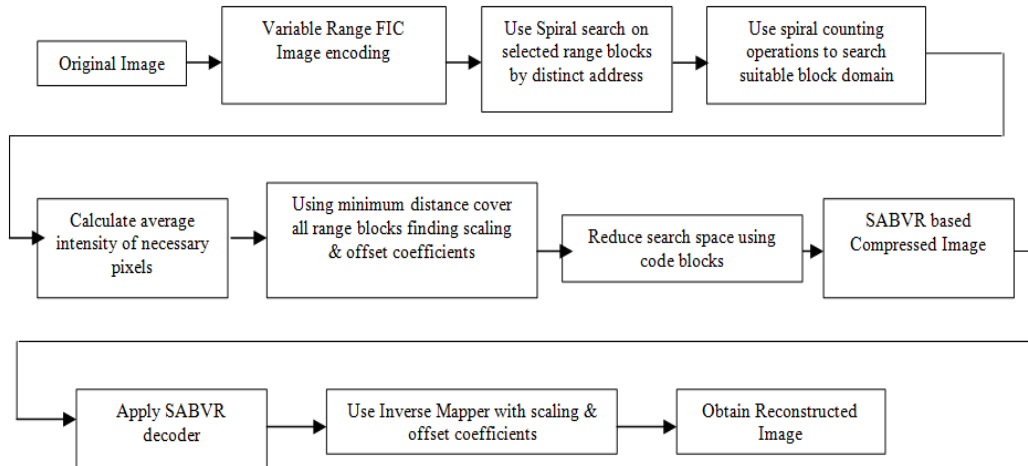 Original Image
Variable Range FIC
Image encoding
Use Spiral search on
selected range blocks
by distinct address
Use spiral counting
operations to search
suitable block domain
Calculate average
intensity of necessary
pixels
Using minimum distance cover
all range blocks finding scaling
& offset coefficients
Reduce search space using
code blocks
SABVR based
Compressed Image
Apply SABVR
decoder
Use Inverse Mapper with scaling &
offset coefficients
Obtain Reconstructed
Image